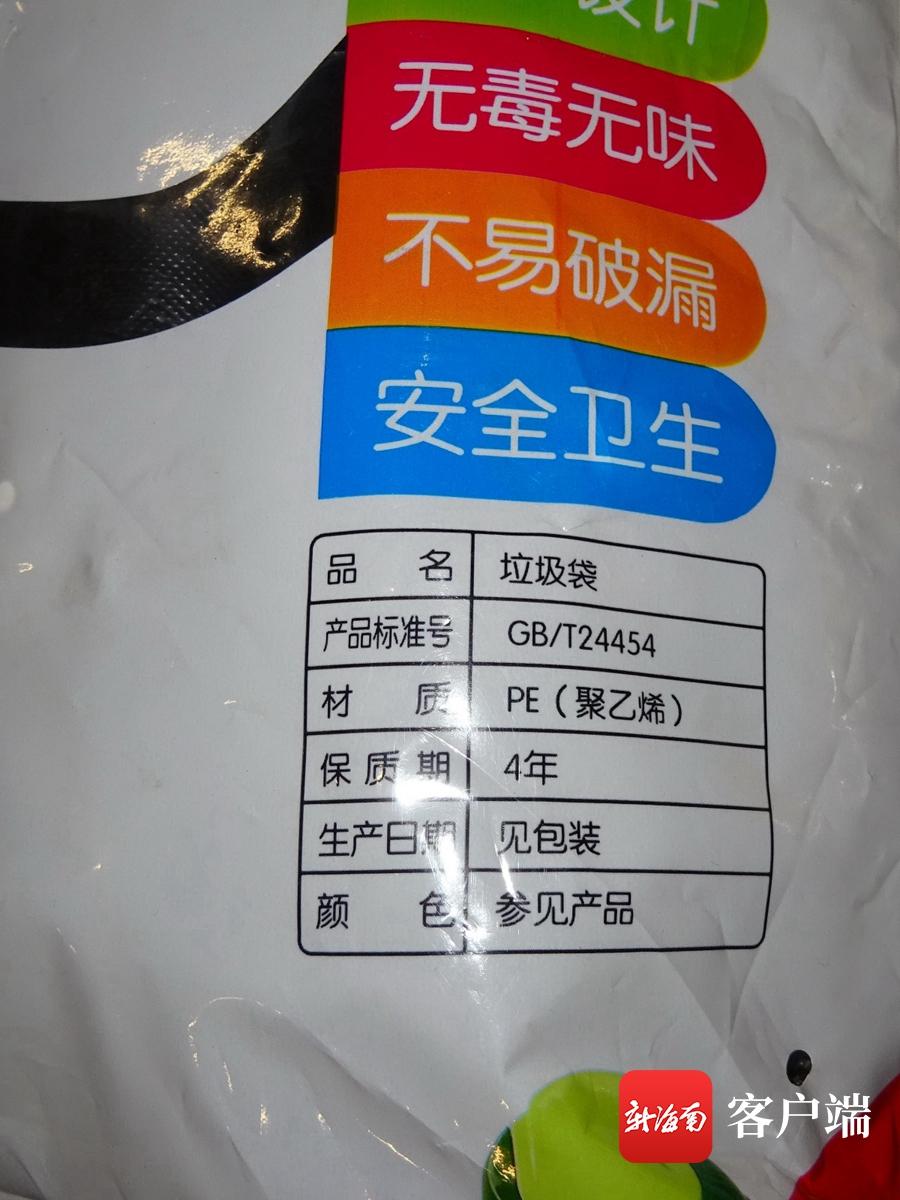 设计
无毒无味
不易破漏
安全卫生
品名 垃圾袋
产品标准号 GB/T24454
材质 PE（聚乙烯）
保质期 4年
生产日期 见包装
颜色 参见产品
新海南 客户端